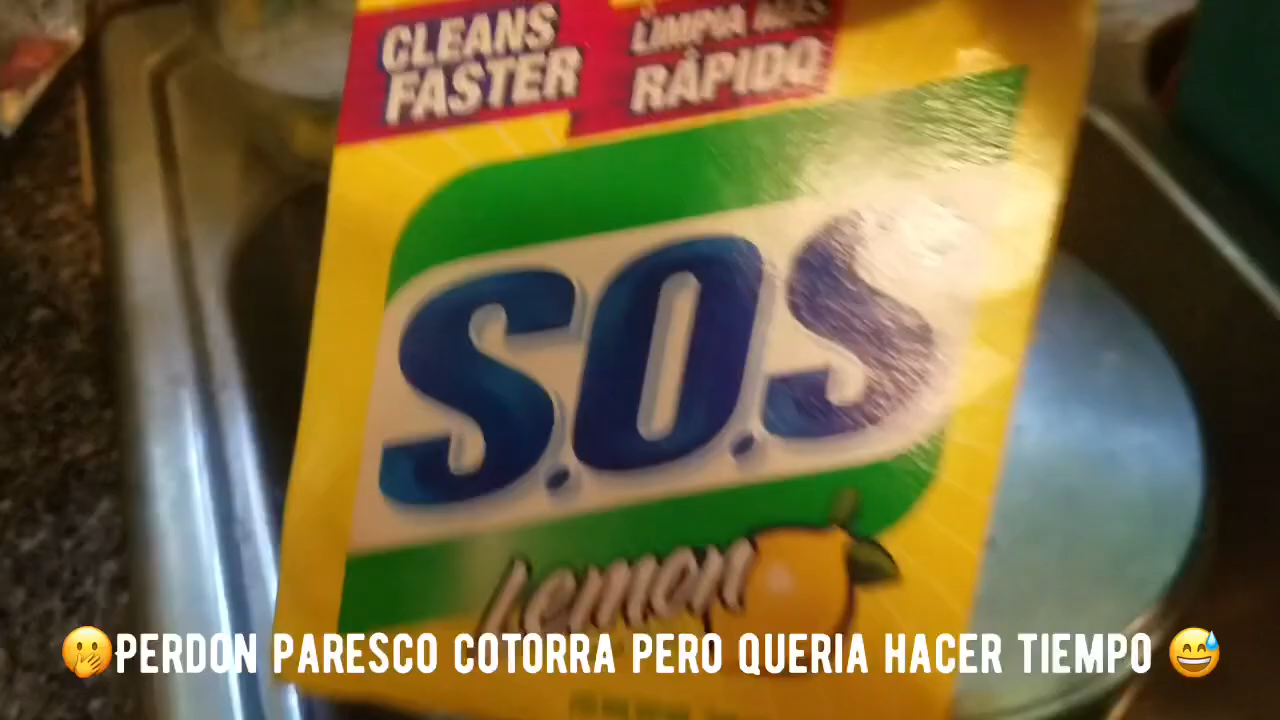 CLEANS
FASTER
LIMPIA MÁS
RÁPIDO
S.O.S.
Lemon
🤭PERDON PARESCO COTORRA PERO QUERIA HACER TIEMPO 😅